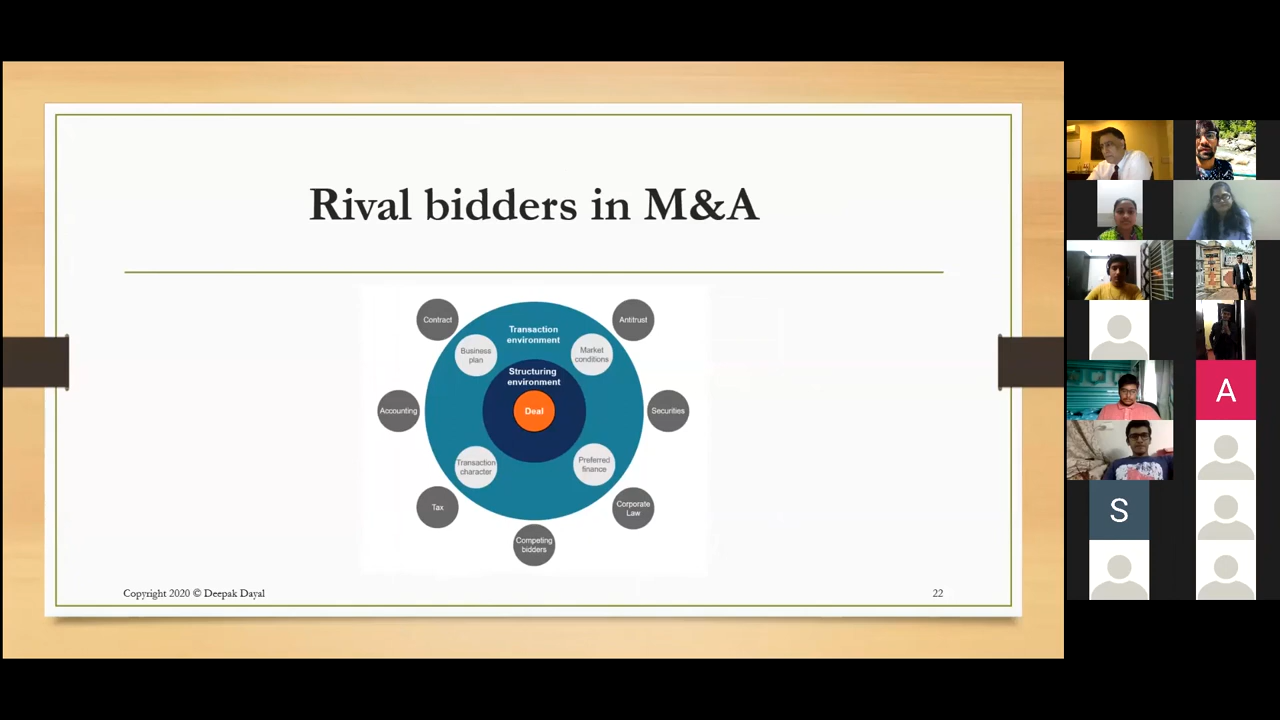 Rival bidders in M&A
Contract
Antitrust
Transaction
environment
Business
plan
Market
conditions
Structuring
environment
Accounting
Deal
Securities
Transaction
character
Preferred
finance
Tax
Corporate
Law
Competing
bidders
Copyright 2020 © Deepak Dayal
22
A
S